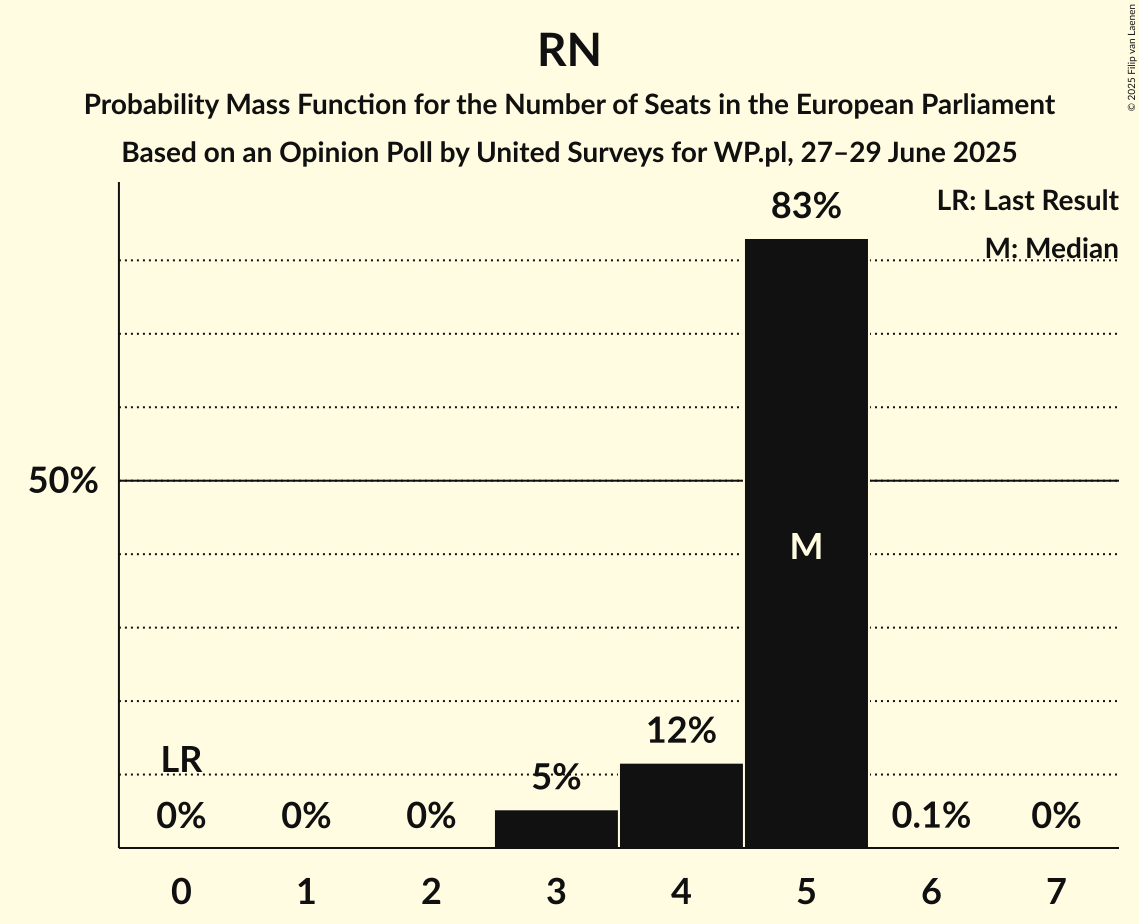 RN
Probability Mass Function for the Number of Seats in the European Parliament
Based on an Opinion Poll by United Surveys for WP.pl, 27–29 June 2025
© 2025 Filip van Laenen
LR: Last Result
M: Median
83%
50%
M
12%
LR
5%
0% 0% 0% 0.1% 0%
0 1 2 3 4 5 6 7